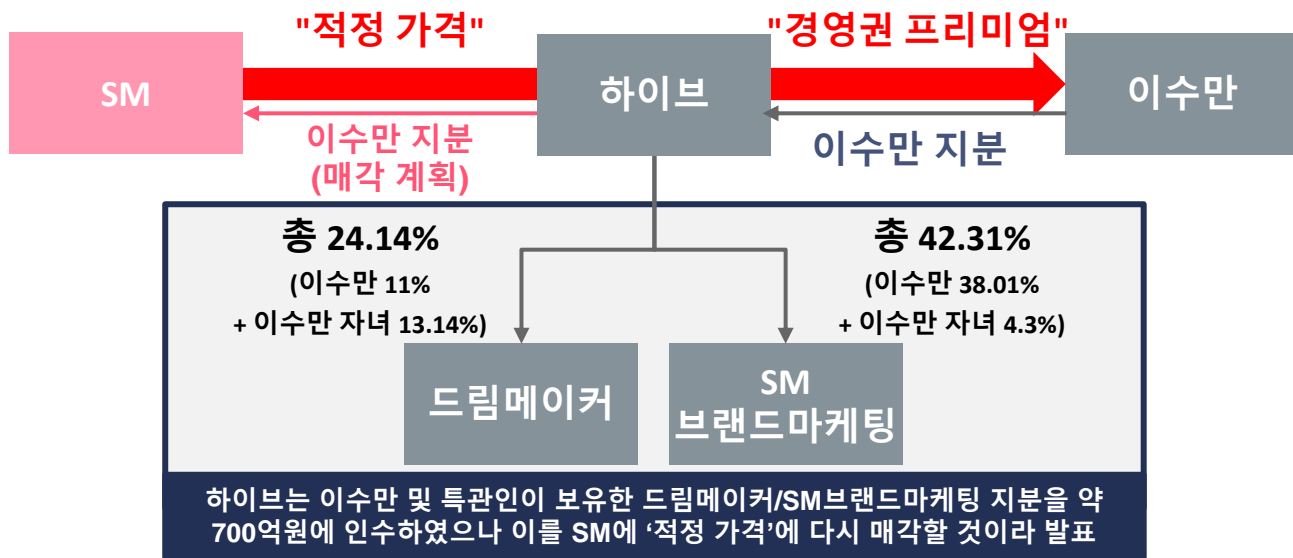 "적정 가격"
"경영권 프리미엄"
SM
하이브
이수만
이수만 지분
(매각 계획)
이수만 지분
총 24.14%
(이수만 11%
+ 이수만 자녀 13.14%)
총 42.31%
(이수만 38.01%
+ 이수만 자녀 4.3%)
드림메이커
SM
브랜드마케팅
하이브는 이수만 및 특관인이 보유한 드림메이커/SM브랜드마케팅 지분을 약
700억원에 인수하였으나 이를 SM에 ‘적정 가격’에 다시 매각할 것이라 발표